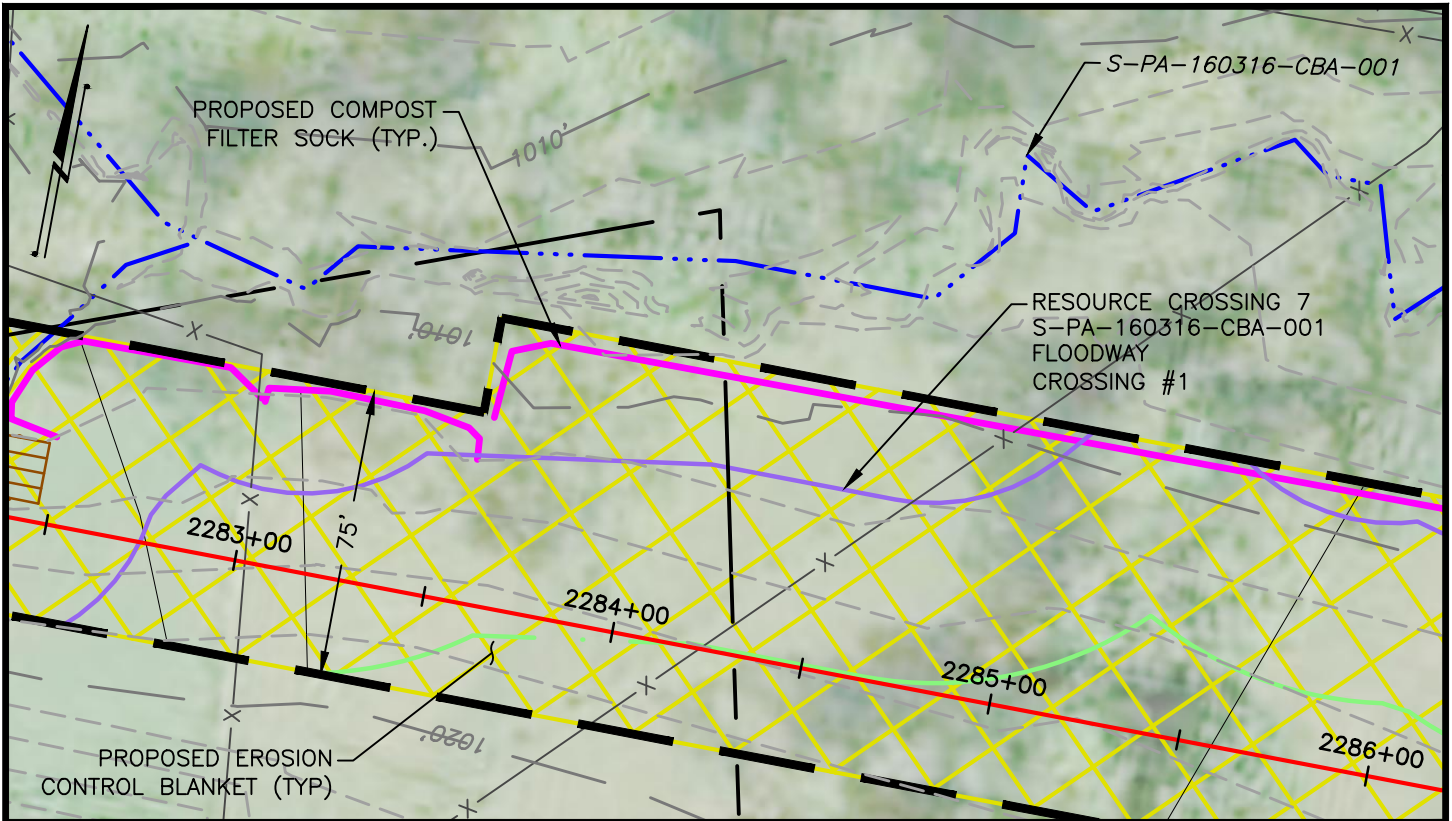 S-PA-160316-CBA-001
PROPOSED COMPOST
FILTER SOCK (TYP.)
1010'
RESOURCE CROSSING 7
S-PA-160316-CBA-001
FLOODWAY
CROSSING #1
1010'
75'
2283+00
2284+00
2285+00
2286+00
1020'
PROPOSED EROSION
CONTROL BLANKET (TYP)
N
X
X
X
X
X
X
X
X
X
X